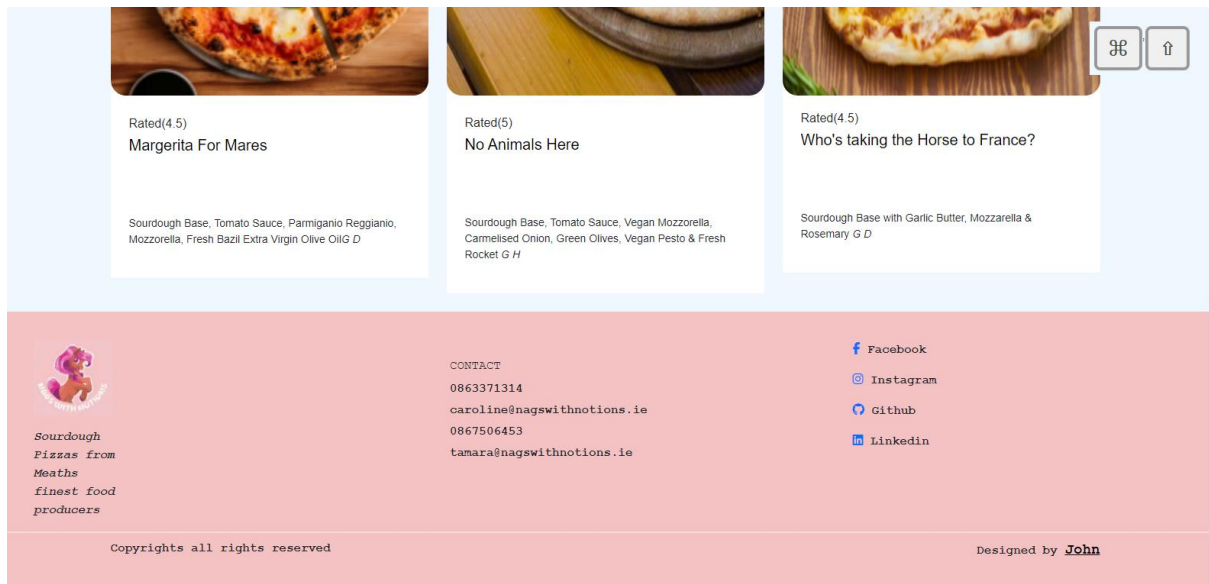 ⌘ ⇧
Rated(4.5)
Margerita For Mares
Sourdough Base, Tomato Sauce, Parmiganio Reggianio,
Mozzorella, Fresh Bazil Extra Virgin Olive OilG D
Rated(5)
No Animals Here
Sourdough Base, Tomato Sauce, Vegan Mozzorella,
Carmelised Onion, Green Olives, Vegan Pesto & Fresh
Rocket G H
Rated(4.5)
Who's taking the Horse to France?
Sourdough Base with Garlic Butter, Mozzarella &
Rosemary G D
NAGS WITH NOTIONS
Sourdough
Pizzas from
Meaths
finest food
producers
CONTACT
0863371314
caroline@nagswithnotions.ie
0867506453
tamara@nagswithnotions.ie
Facebook
Instagram
Github
Linkedin
Copyrights all rights reserved
Designed by John